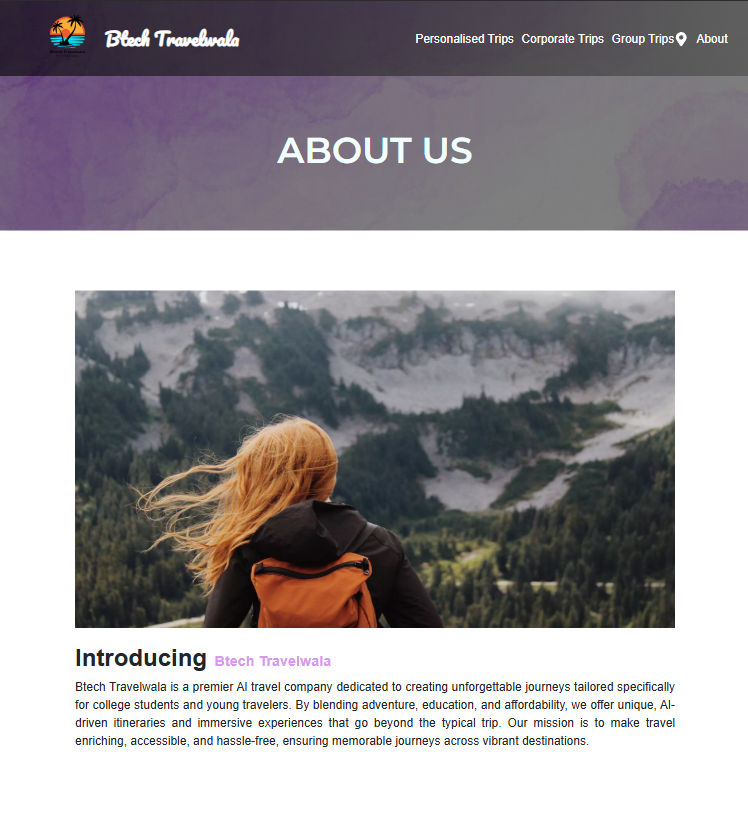 Btech Travelwala
Personalised Trips Corporate Trips Group Trips About
ABOUT US
Introducing Btech Travelwala
Btech Travelwala is a premier AI travel company dedicated to creating unforgettable journeys tailored specifically
for college students and young travelers. By blending adventure, education, and affordability, we offer unique, AI-
driven itineraries and immersive experiences that go beyond the typical trip. Our mission is to make travel
enriching, accessible, and hassle-free, ensuring memorable journeys across vibrant destinations.